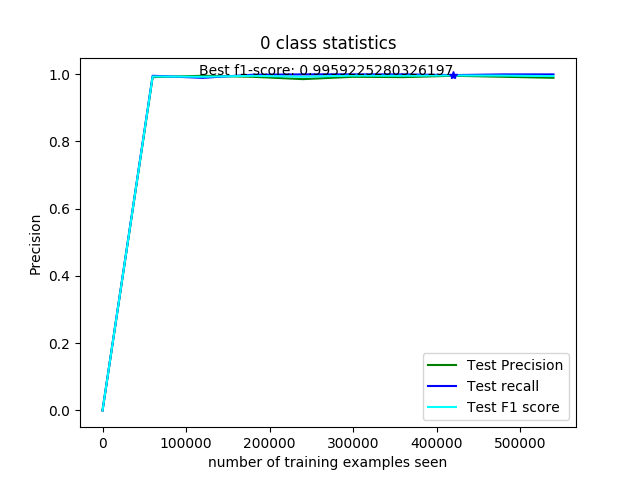 0 class statistics
Best f1-score: 0.9959225280326197
1.0
0.8
0.6
0.4
0.2
0.0
Precision
Test Precision
Test recall
Test F1 score
0 100000 200000 300000 400000 500000
number of training examples seen